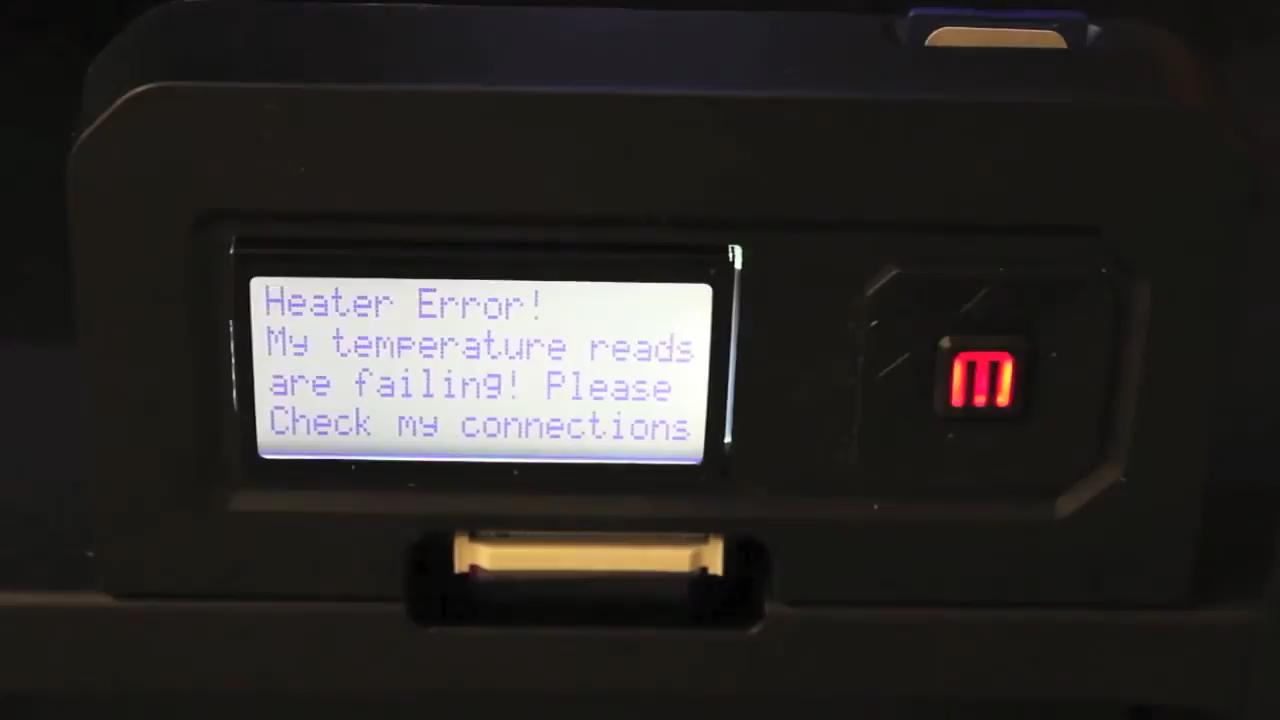 Heater Error!
My temperature reads
are failing! Please
Check my connections
M